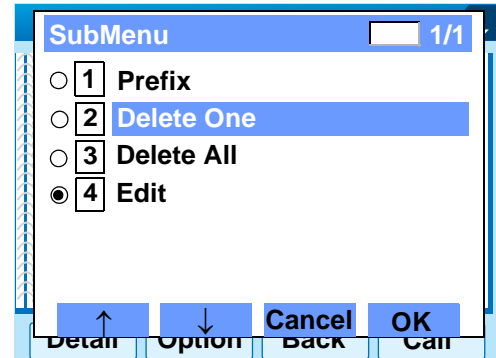 SubMenu 1/1
1 Prefix
2 Delete One
3 Delete All
4 Edit
↑ ↓ Cancel OK
Detail Option Back Call